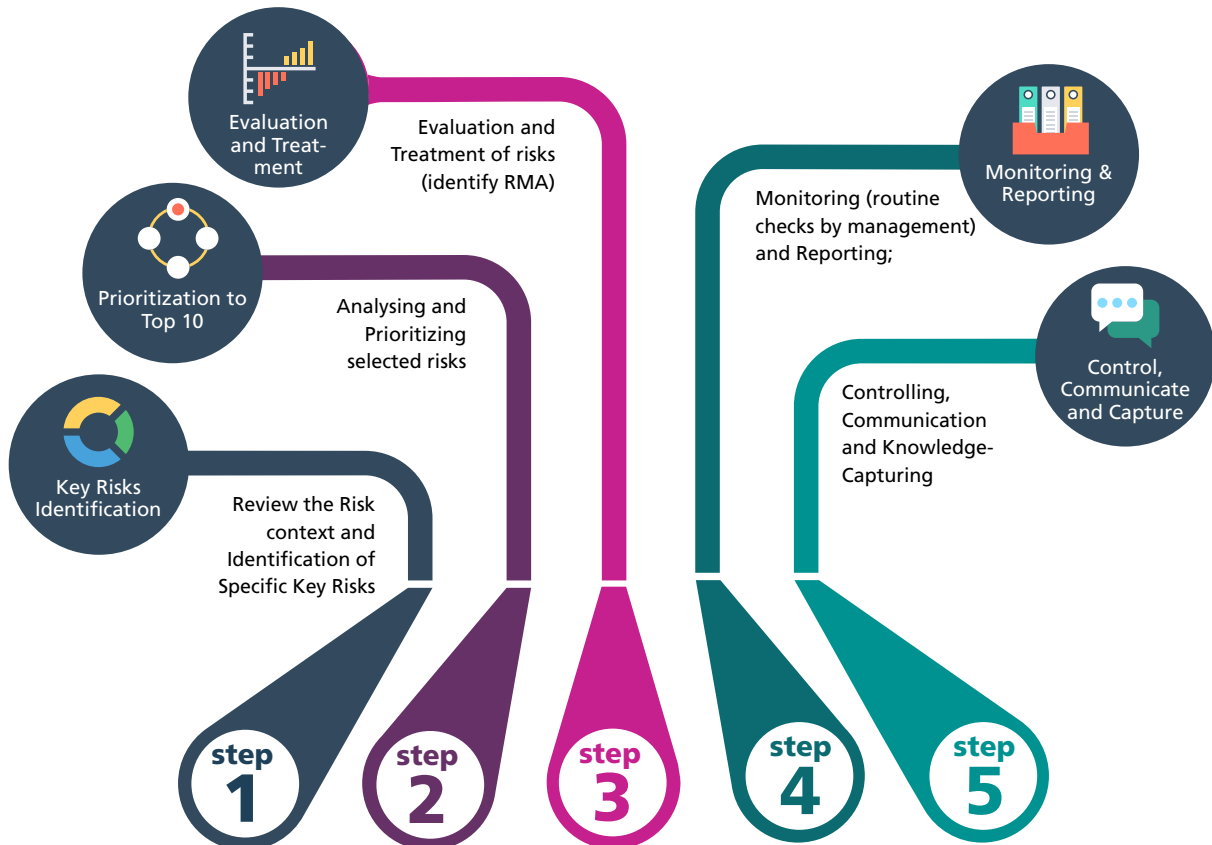 Evaluation
and Treat-
ment
Evaluation and
Treatment of risks
(identify RMA)
Prioritization to
Top 10
Analysing and
Prioritizing
selected risks
Key Risks
Identification
Review the Risk
context and
Identification of
Specific Key Risks
Monitoring &
Reporting
Monitoring (routine
checks by management)
and Reporting;
Control,
Communicate
and Capture
Controlling,
Communication
and Knowledge-
Capturing
step
1
step
2
step
3
step
4
step
5